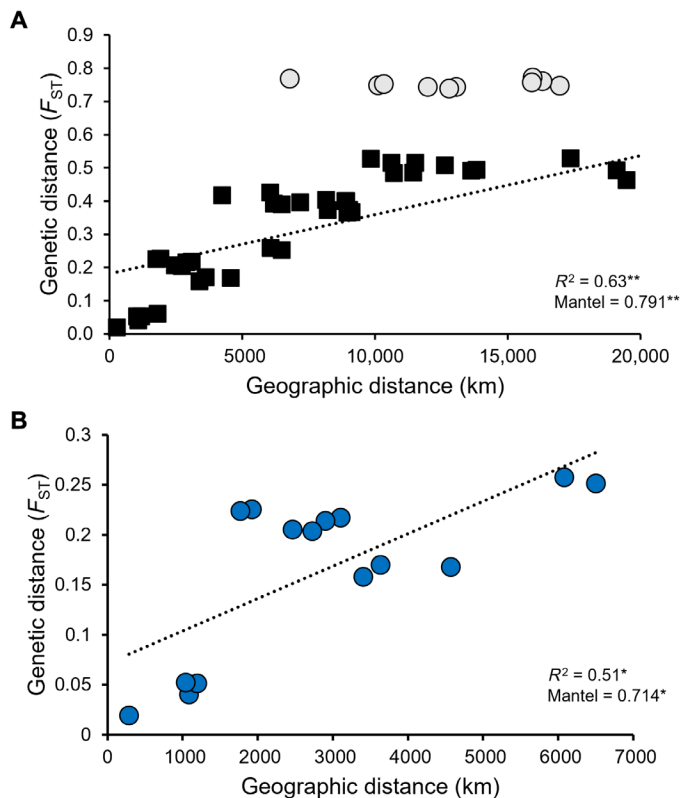 A
0.9
0.8
0.7
0.6
0.5
0.4
0.3
0.2
0.1
0.0
Genetic distance (FST)
R² = 0.63**
Mantel = 0.791**
0 5000 10,000 15,000 20,000
Geographic distance (km)
B
0.3
0.25
0.2
0.15
0.1
0.05
0
Genetic distance (FST)
R² = 0.51*
Mantel = 0.714*
0 1000 2000 3000 4000 5000 6000 7000
Geographic distance (km)